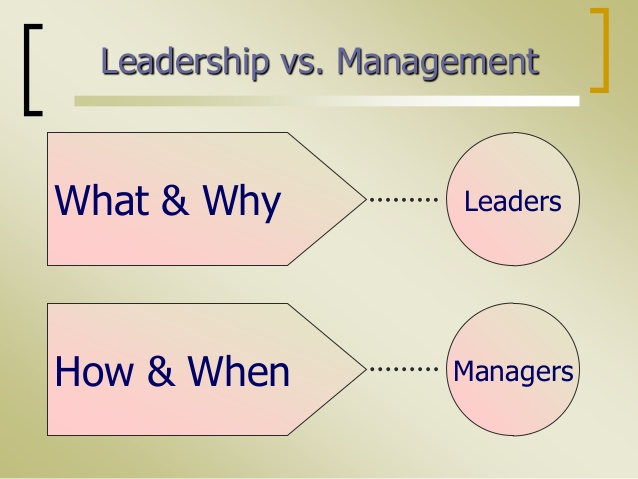 Leadership vs. Management
What & Why
Leaders
How & When
Managers